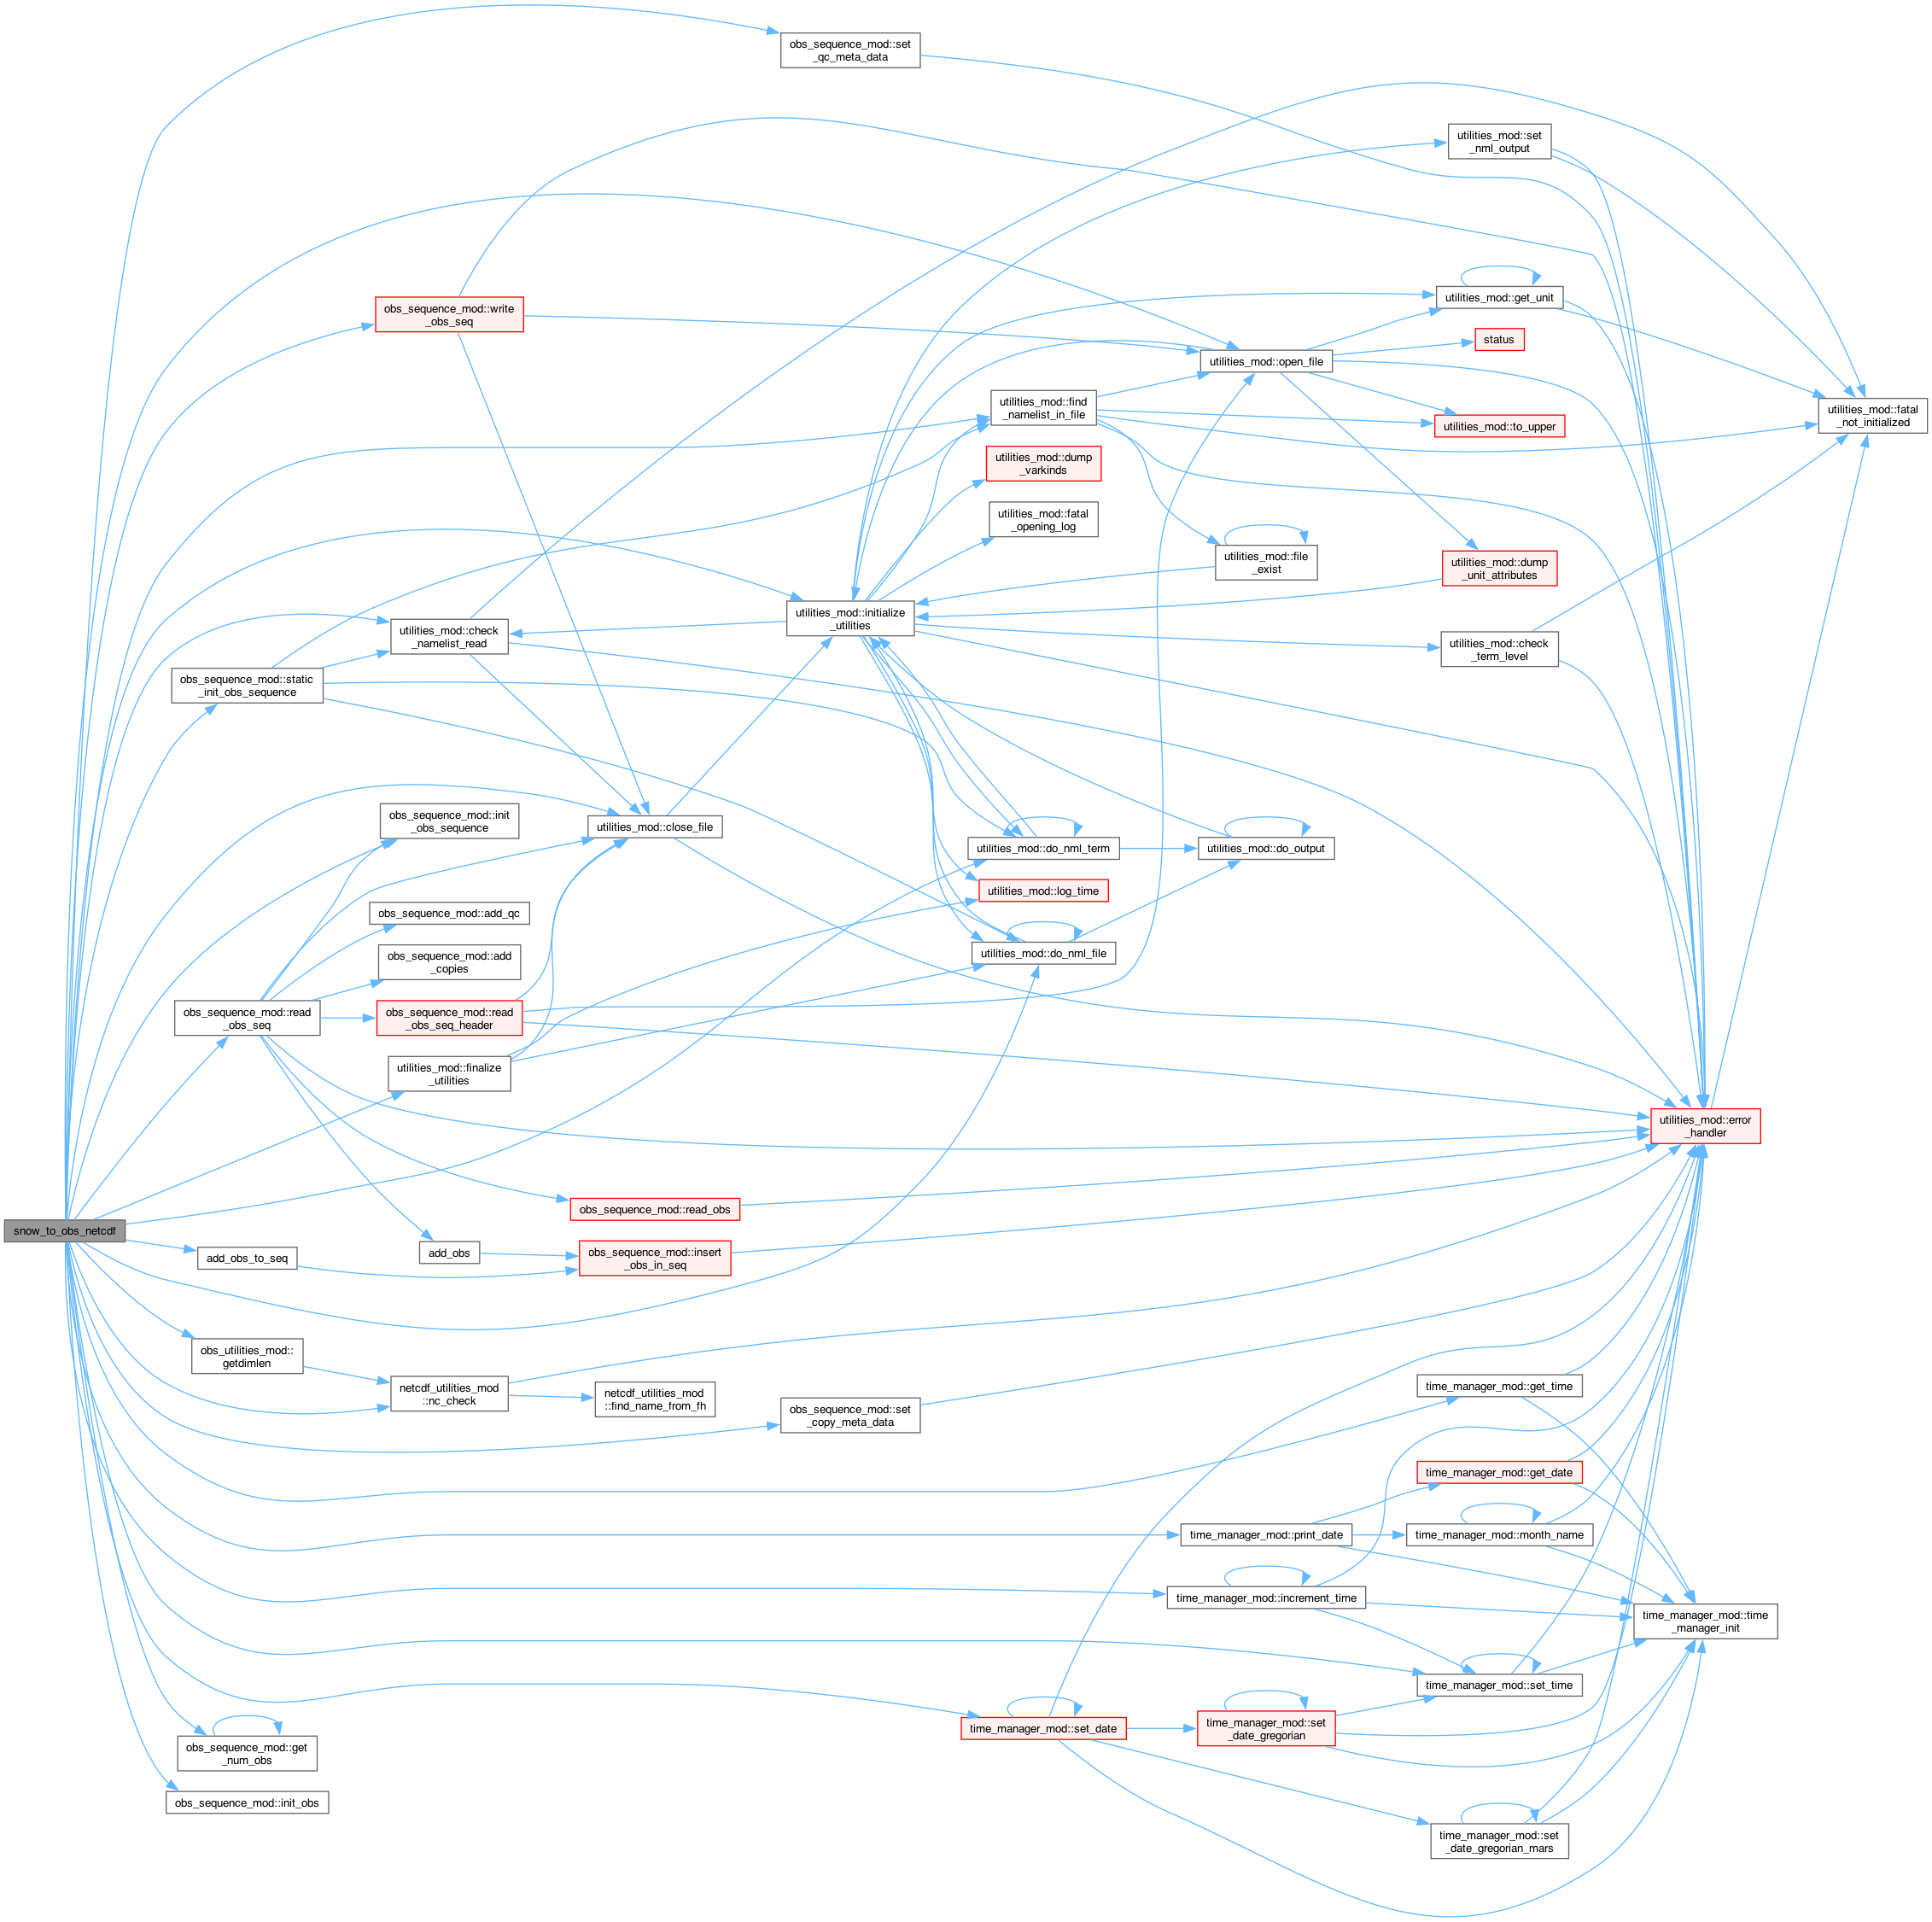 obs_sequence_mod::set
_qc_meta_data
utilities_mod::set
_nml_output
obs_sequence_mod::write
_obs_seq
utilities_mod::get_unit
status
utilities_mod::open_file
utilities_mod::find
_namelist_in_file
utilities_mod::to_upper
utilities_mod::fatal
_not_initialized
utilities_mod::dump
_varkinds
utilities_mod::fatal
_opening_log
utilities_mod::file
_exist
utilities_mod::dump
_unit_attributes
utilities_mod::initialize
_utilities
utilities_mod::check
_namelist_read
utilities_mod::check
_term_level
obs_sequence_mod::static
_init_obs_sequence
obs_sequence_mod::init
_obs_sequence
utilities_mod::close_file
utilities_mod::do_nml_term
utilities_mod::do_output
utilities_mod::log_time
obs_sequence_mod::add_qc
utilities_mod::do_nml_file
obs_sequence_mod::add
_copies
obs_sequence_mod::read
_obs_seq
obs_sequence_mod::read
_obs_seq_header
utilities_mod::finalize
_utilities
utilities_mod::error
_handler
obs_sequence_mod::read_obs
snow_to_obs_netcdf
add_obs_to_seq
add_obs
obs_sequence_mod::insert
_obs_in_seq
obs_utilities_mod::
getdimlen
netcdf_utilities_mod
::nc_check
netcdf_utilities_mod
::find_name_from_fh
obs_sequence_mod::set
_copy_meta_data
time_manager_mod::get_time
time_manager_mod::get_date
time_manager_mod::print_date
time_manager_mod::month_name
time_manager_mod::increment_time
time_manager_mod::time
_manager_init
time_manager_mod::set_time
time_manager_mod::set_date
time_manager_mod::set
_date_gregorian
obs_sequence_mod::get
_num_obs
obs_sequence_mod::init_obs
time_manager_mod::set
_date_gregorian_mars